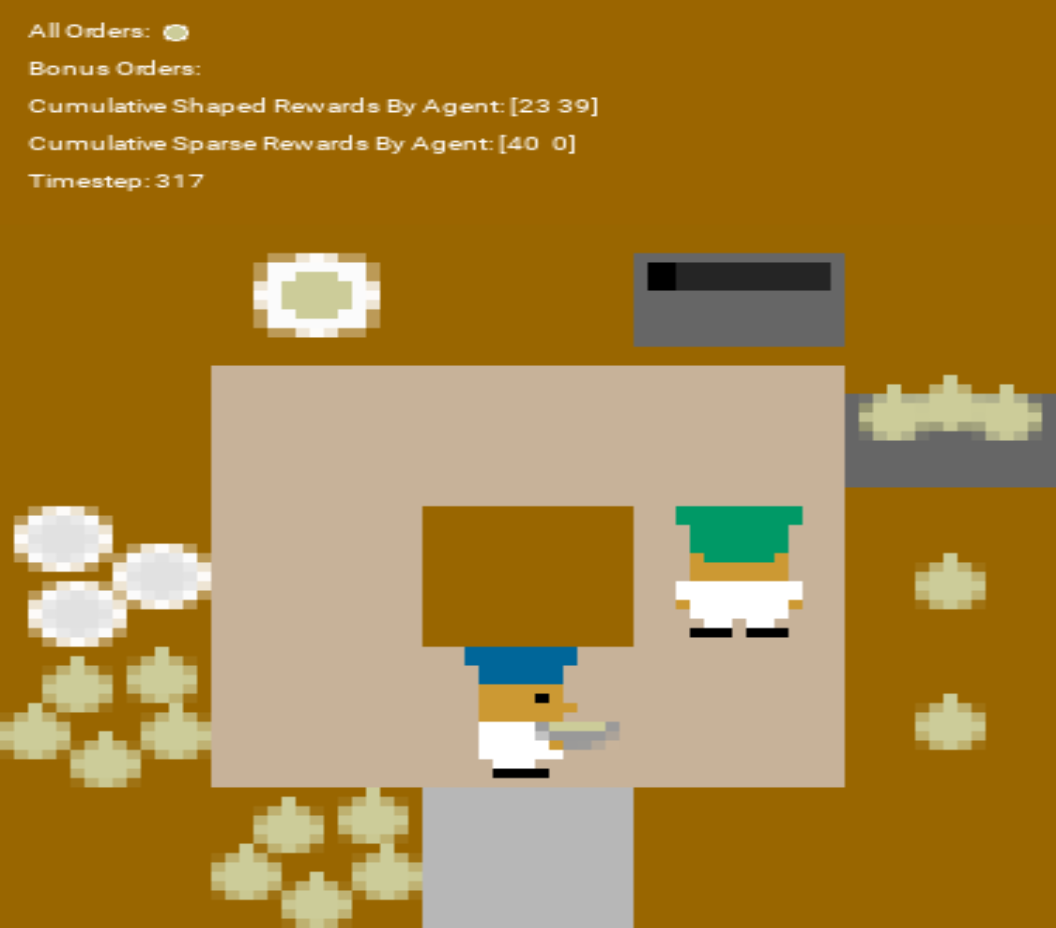 All Orders:
Bonus Orders:
Cumulative Shaped Rewards By Agent: [23 39]
Cumulative Sparse Rewards By Agent: [40 0]
Timestep: 317